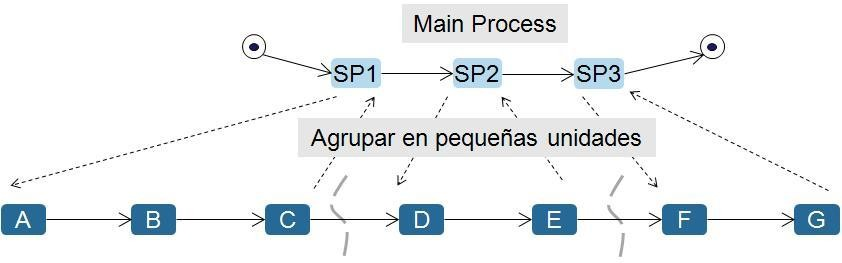 Main Process
SP1 SP2 SP3
Agrupar en pequeñas unidades
A B C D E F G